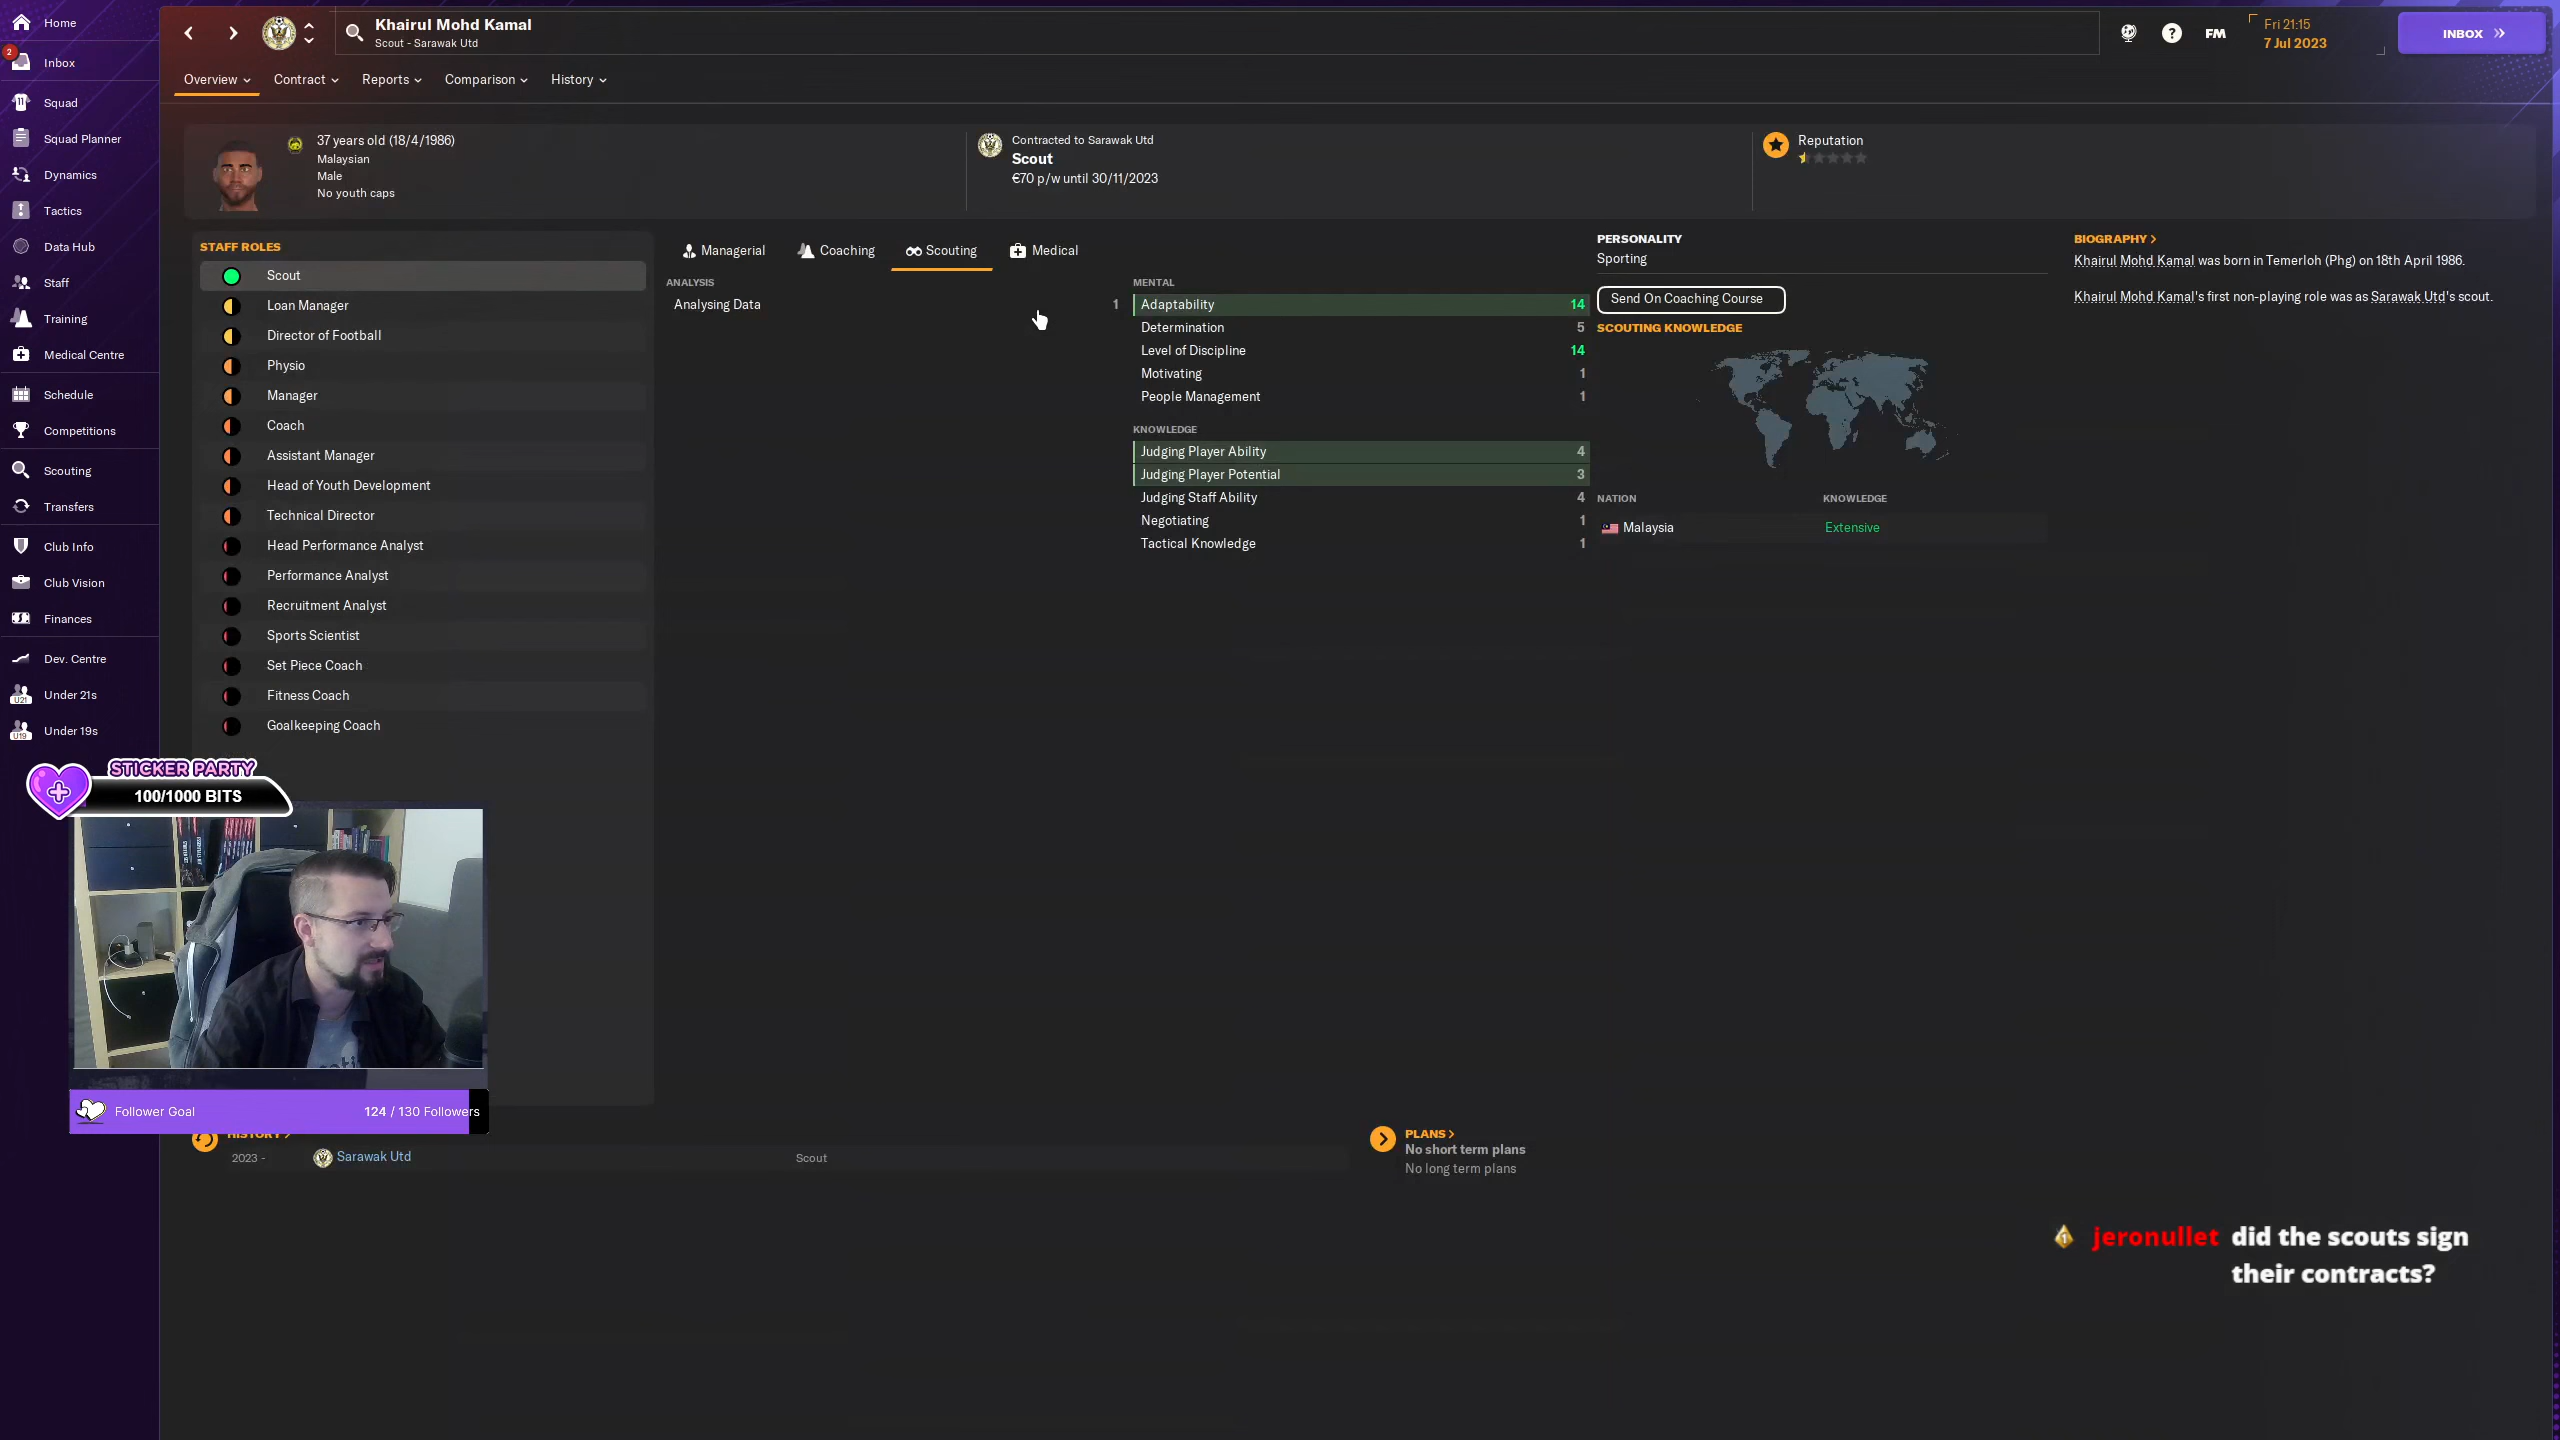 Home
2
Inbox
Squad
Squad Planner
Dynamics
Tactics
Data Hub
Staff
Training
Medical Centre
Schedule
Competitions
Scouting
Transfers
Club Info
Club Vision
Finances
Dev. Centre
U21
Under 21s
U19
Under 19s
Khairul Mohd Kamal
Scout - Sarawak Utd
?
FM
Fri 21:15
7 Jul 2023
INBOX
Overview
Contract
Reports
Comparison
History
37 years old (18/4/1986)
Malaysian
Male
No youth caps
Contracted to Sarawak Utd
Scout
€70 p/w until 30/11/2023
Reputation
STAFF ROLES
Scout
Loan Manager
Director of Football
Physio
Manager
Coach
Assistant Manager
Head of Youth Development
Technical Director
Head Performance Analyst
Performance Analyst
Recruitment Analyst
Sports Scientist
Set Piece Coach
Fitness Coach
Goalkeeping Coach
Managerial
Coaching
Scouting
Medical
ANALYSIS
Analysing Data 1
MENTAL
Adaptability 14
Determination 5
Level of Discipline 14
Motivating 1
People Management 1
KNOWLEDGE
Judging Player Ability 4
Judging Player Potential 3
Judging Staff Ability 4
Negotiating 1
Tactical Knowledge 1
PERSONALITY
Sporting
Send On Coaching Course
SCOUTING KNOWLEDGE
NATION KNOWLEDGE
Malaysia Extensive
BIOGRAPHY >
Khairul Mohd Kamal was born in Temerloh (Phg) on 18th April 1986.
Khairul Mohd Kamal's first non-playing role was as Sarawak Utd's scout.
STICKER PARTY
100/1000 BITS
Follower Goal 124 / 130 Followers
HISTORY >
2023 - Sarawak Utd Scout
PLANS >
No short term plans
No long term plans
1 jeronullet did the scouts sign
their contracts?